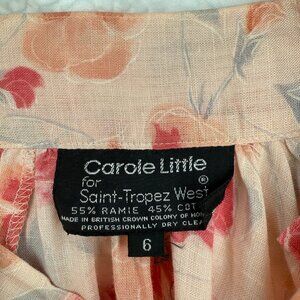 Carole Little
for ®
Saint-Tropez West
55% RAMIE 45% COT
MADE IN BRITISH CROWN COLONY OF HON
PROFESSIONALLY DRY CLEA
6